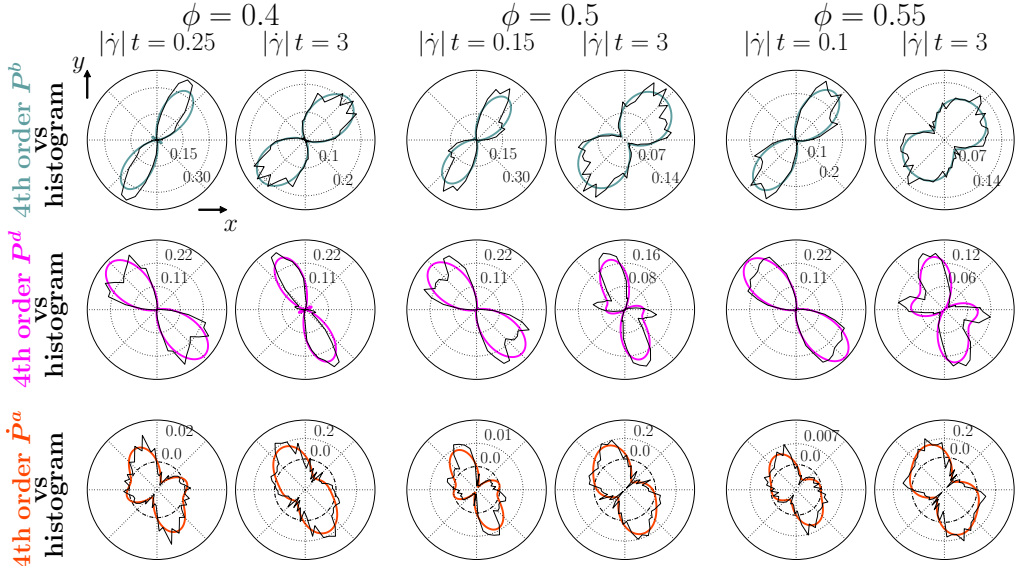 ϕ = 0.4 ϕ = 0.5 ϕ = 0.55
|γ̇| t = 0.25 |γ̇| t = 3 |γ̇| t = 0.15 |γ̇| t = 3 |γ̇| t = 0.1 |γ̇| t = 3
y
x
4th order P^b
vs
histogram
0.15 0.1 0.15 0.07 0.1 0.07
0.30 0.2 0.30 0.14 0.2 0.14
4th order P^d
vs
histogram
0.22 0.22 0.22 0.16 0.22 0.12
0.11 0.11 0.11 0.08 0.11 0.06
4th order Ṗ^a
vs
histogram
0.02 0.2 0.01 0.2 0.007 0.2
0.0 0.0 0.0 0.0 0.0 0.0